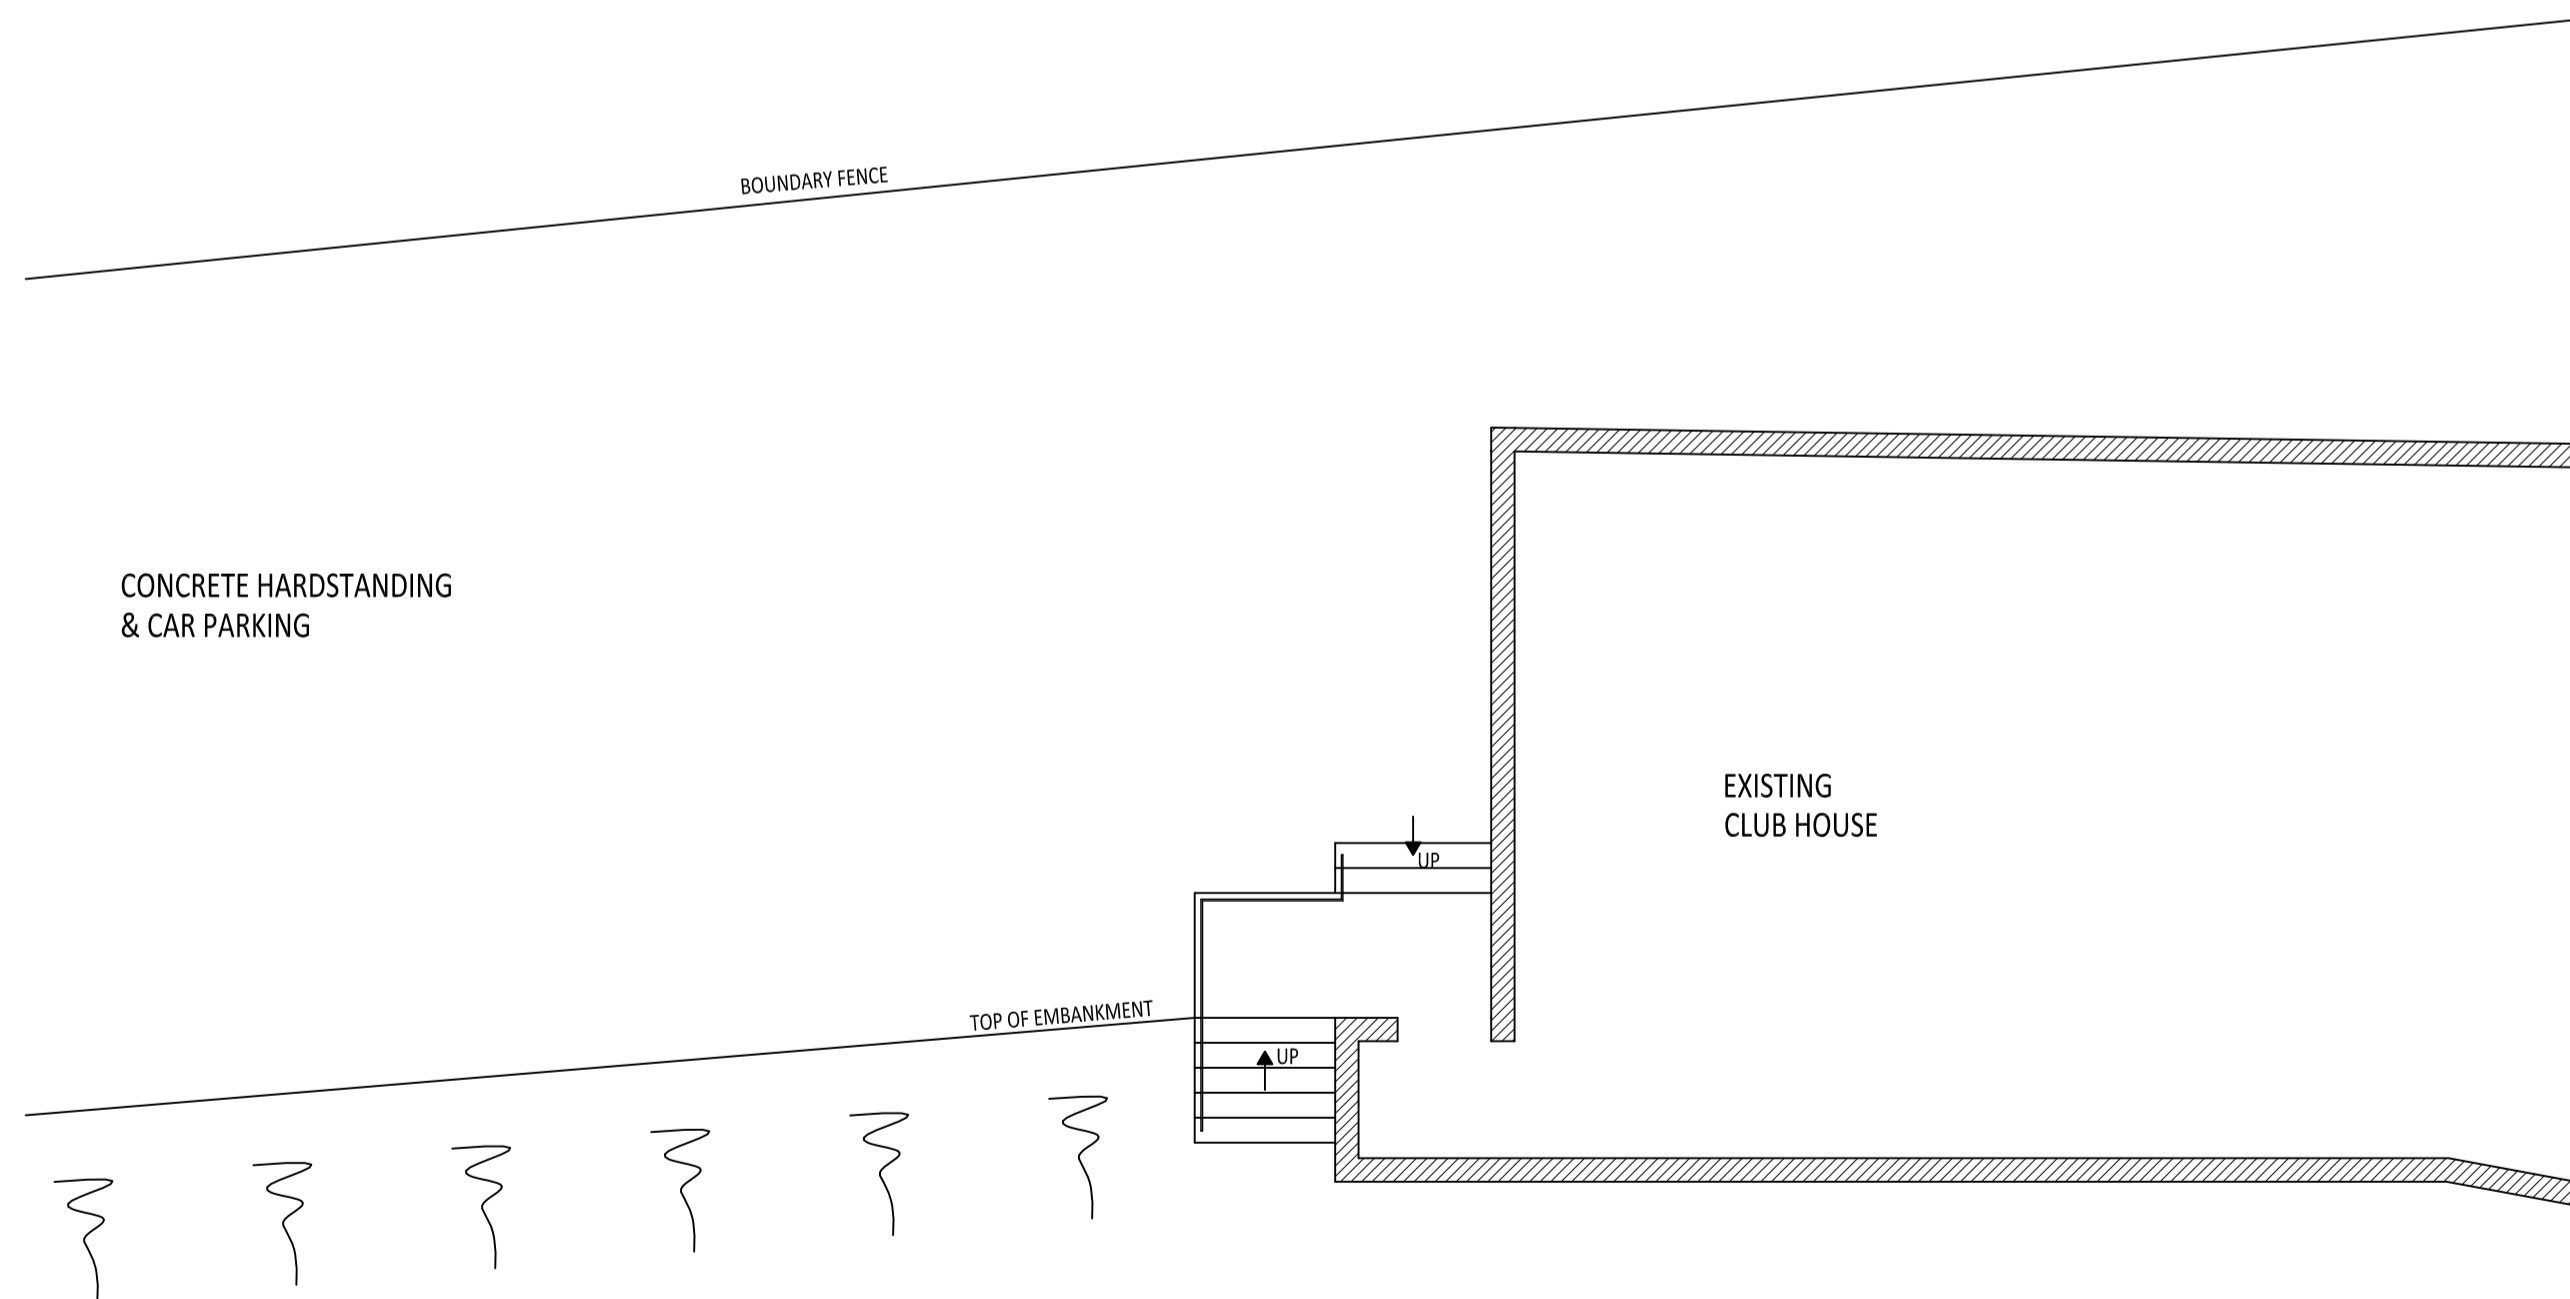 BOUNDARY FENCE
CONCRETE HARDSTANDING
& CAR PARKING
EXISTING
CLUB HOUSE
UP
TOP OF EMBANKMENT
UP